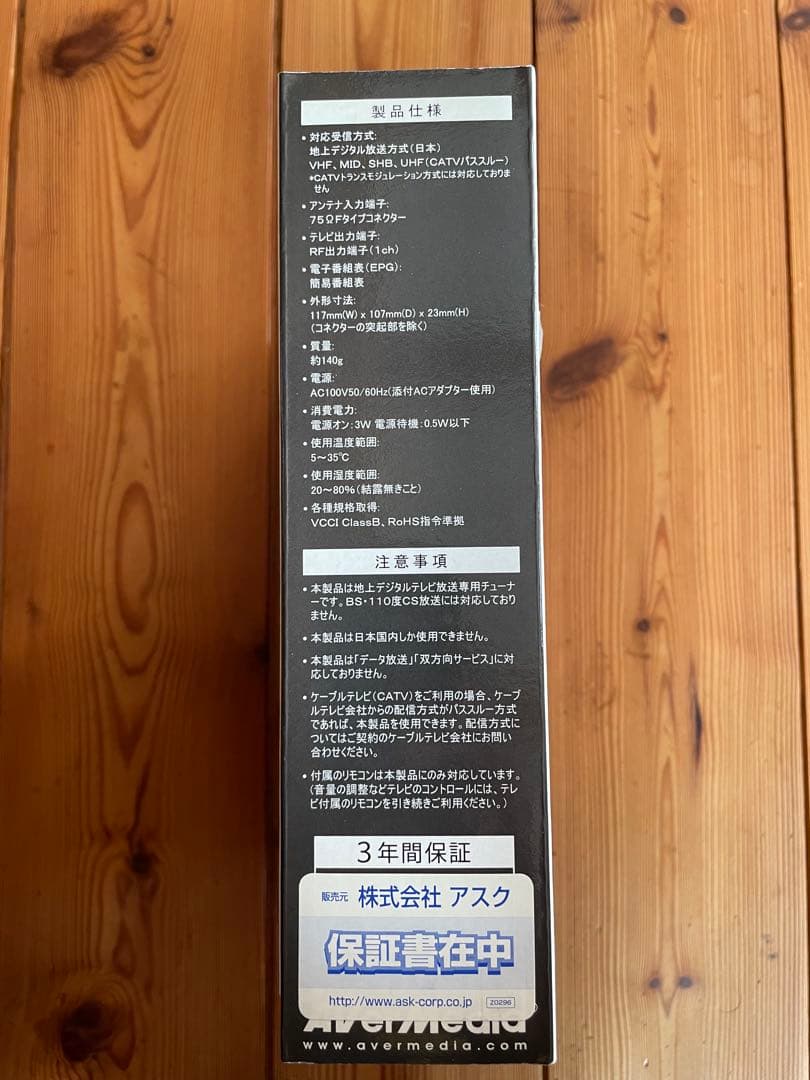 製品仕様
• 対応受信方式:
地上デジタル放送方式(日本)
VHF、MID、SHB、UHF(CATVパススルー)
*CATVトランスモジュレーション方式には対応しておりま
せん
• アンテナ入力端子:
75ΩFタイプコネクター
• テレビ出力端子:
RF出力端子(1ch)
• 電子番組表(EPG):
簡易番組表
• 外形寸法:
117mm(W) x 107mm(D) x 23mm(H)
(コネクターの突起部を除く)
• 質量:
約140g
• 電源:
AC100V50/60Hz(添付ACアダプター使用)
• 消費電力:
電源オン:3W 電源待機:0.5W以下
• 使用温度範囲:
5〜35℃
• 使用湿度範囲:
20〜80%(結露無きこと)
• 各種規格取得:
VCCI ClassB、RoHS指令準拠
注意事項
• 本製品は地上デジタルテレビ放送専用チューナ
ーです。BS・110度CS放送には対応しており
ません。
• 本製品は日本国内しか使用できません。
• 本製品は「データ放送」「双方向サービス」に対
応しておりません。
• ケーブルテレビ(CATV)をご利用の場合、ケーブ
ルテレビ会社からの配信方式がパススルー方式
であれば、本製品を使用できます。配信方式に
ついてはご契約のケーブルテレビ会社にお問い
合わせください。
• 付属のリモコンは本製品にのみ対応しています。
(音量の調整などテレビのコントロールには、テレ
ビ付属のリモコンを引き続きご利用ください。)
3年間保証
販売元 株式会社 アスク
保証書在中
http://www.ask-corp.co.jp Z0296
AVerMedia
www.avermedia.com